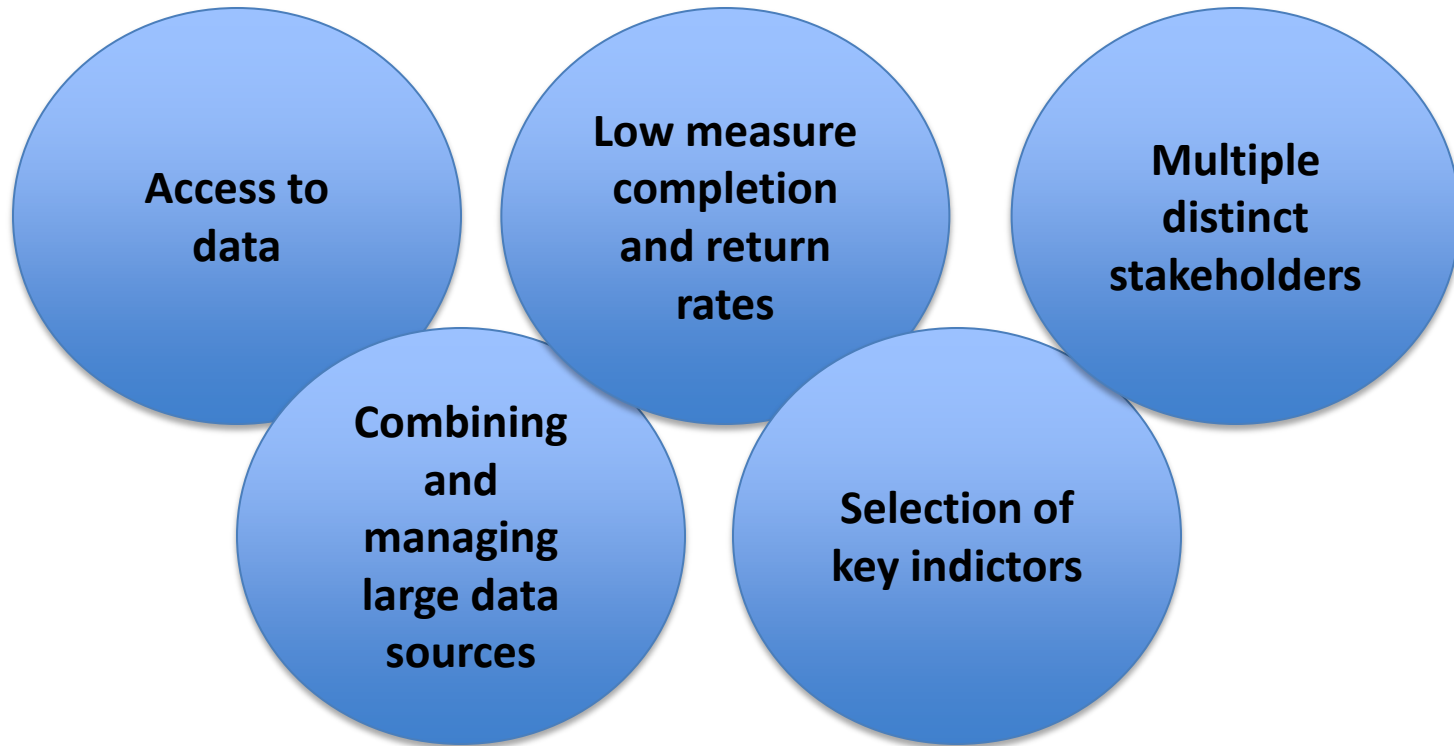 Access to
data
Low measure
completion
and return
rates
Multiple
distinct
stakeholders
Combining
and
managing
large data
sources
Selection of
key indictors